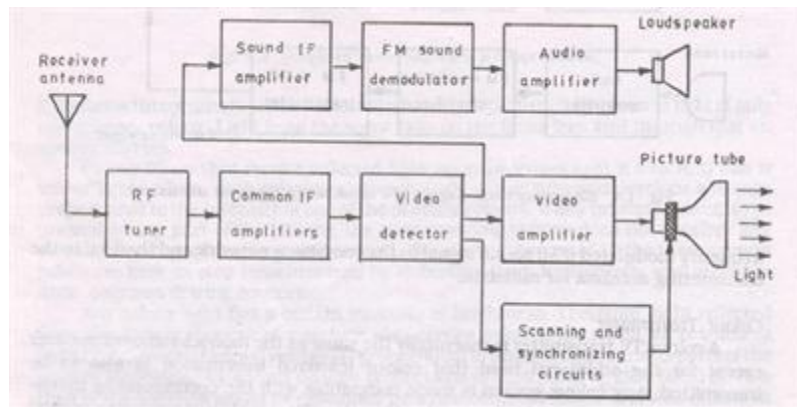 Loudspeaker
Receiver
antenna
Sound IF
amplifier
FM sound
demodulator
Audio
amplifier
Picture tube
RF
tuner
Common IF
amplifiers
Video
detector
Video
amplifier
Light
Scanning and
synchronizing
circuits